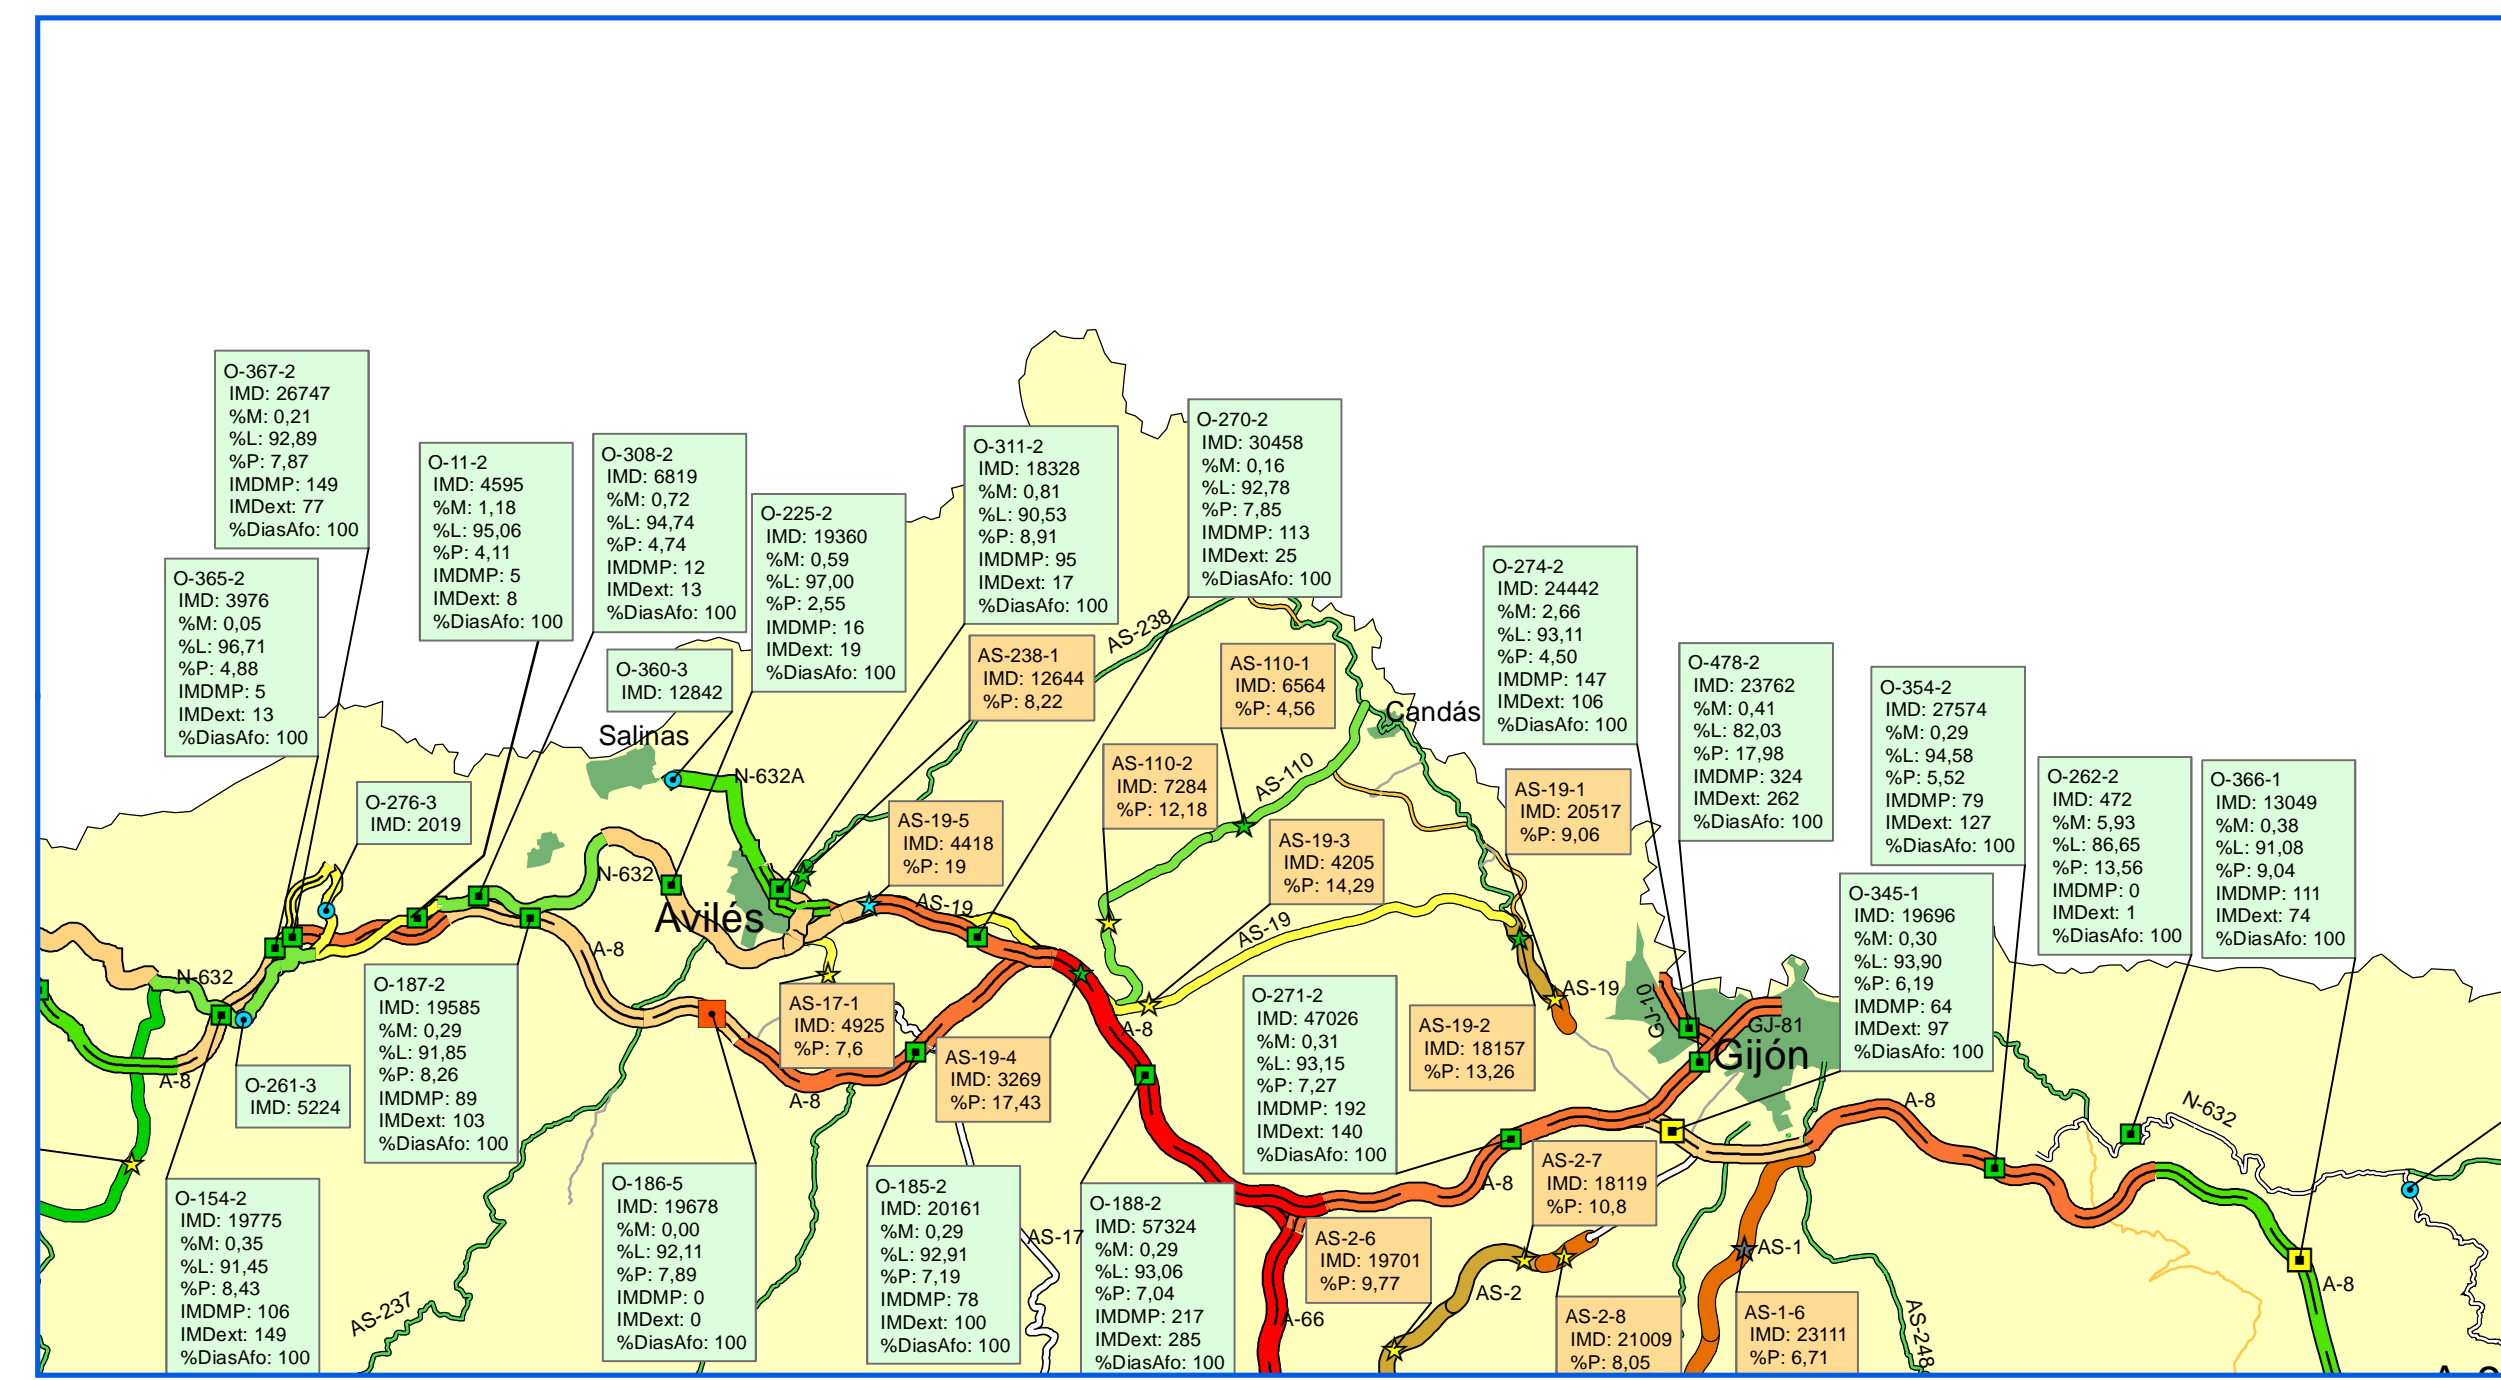 O-367-2
IMD: 26747
%M: 0,21
%L: 92,89
%P: 7,87
IMDMP: 149
IMDext: 77
%DiasAfo: 100
O-365-2
IMD: 3976
%M: 0,05
%L: 96,71
%P: 4,88
IMDMP: 5
IMDext: 13
%DiasAfo: 100
O-11-2
IMD: 4595
%M: 1,18
%L: 95,06
%P: 4,11
IMDMP: 5
IMDext: 8
%DiasAfo: 100
O-308-2
IMD: 6819
%M: 0,72
%L: 94,74
%P: 4,74
IMDMP: 12
IMDext: 13
%DiasAfo: 100
O-225-2
IMD: 19360
%M: 0,59
%L: 97,00
%P: 2,55
IMDMP: 16
IMDext: 19
%DiasAfo: 100
O-311-2
IMD: 18328
%M: 0,81
%L: 90,53
%P: 8,91
IMDMP: 95
IMDext: 17
%DiasAfo: 100
O-270-2
IMD: 30458
%M: 0,16
%L: 92,78
%P: 7,85
IMDMP: 113
IMDext: 25
%DiasAfo: 100
O-274-2
IMD: 24442
%M: 2,66
%L: 93,11
%P: 4,50
IMDMP: 147
IMDext: 106
%DiasAfo: 100
O-478-2
IMD: 23762
%M: 0,41
%L: 82,03
%P: 17,98
IMDMP: 324
IMDext: 262
%DiasAfo: 100
O-354-2
IMD: 27574
%M: 0,29
%L: 94,58
%P: 5,52
IMDMP: 79
IMDext: 127
%DiasAfo: 100
O-262-2
IMD: 472
%M: 5,93
%L: 86,65
%P: 13,56
IMDMP: 0
IMDext: 1
%DiasAfo: 100
O-366-1
IMD: 13049
%M: 0,38
%L: 91,08
%P: 9,04
IMDMP: 111
IMDext: 74
%DiasAfo: 100
O-360-3
IMD: 12842
AS-238-1
IMD: 12644
%P: 8,22
AS-238
AS-110-1
IMD: 6564
%P: 4,56
Candás
Salinas
N-632A
O-276-3
IMD: 2019
AS-110-2
IMD: 7284
%P: 12,18
AS-110
AS-19-5
IMD: 4418
%P: 19
AS-19-3
IMD: 4205
%P: 14,29
AS-19-1
IMD: 20517
%P: 9,06
O-345-1
IMD: 19696
%M: 0,30
%L: 93,90
%P: 6,19
IMDMP: 64
IMDext: 97
%DiasAfo: 100
N-632
Avilés
AS-19
AS-19
A-8
N-632
O-187-2
IMD: 19585
%M: 0,29
%L: 91,85
%P: 8,26
IMDMP: 89
IMDext: 103
%DiasAfo: 100
AS-17-1
IMD: 4925
%P: 7,6
A-8
O-271-2
IMD: 47026
%M: 0,31
%L: 93,15
%P: 7,27
IMDMP: 192
IMDext: 140
%DiasAfo: 100
AS-19
AS-19-2
IMD: 18157
%P: 13,26
GJ-10
GJ-81
Gijón
A-8
O-261-3
IMD: 5224
A-8
AS-19-4
IMD: 3269
%P: 17,43
A-8
N-632
O-154-2
IMD: 19775
%M: 0,35
%L: 91,45
%P: 8,43
IMDMP: 106
IMDext: 149
%DiasAfo: 100
O-186-5
IMD: 19678
%M: 0,00
%L: 92,11
%P: 7,89
IMDMP: 0
IMDext: 0
%DiasAfo: 100
O-185-2
IMD: 20161
%M: 0,29
%L: 92,91
%P: 7,19
IMDMP: 78
IMDext: 100
%DiasAfo: 100
AS-17
O-188-2
IMD: 57324
%M: 0,29
%L: 93,06
%P: 7,04
IMDMP: 217
IMDext: 285
%DiasAfo: 100
A-8
AS-2-7
IMD: 18119
%P: 10,8
AS-2-6
IMD: 19701
%P: 9,77
AS-1
AS-237
A-66
AS-2
AS-2-8
IMD: 21009
%P: 8,05
AS-1-6
IMD: 23111
%P: 6,71
AS-248
A-8